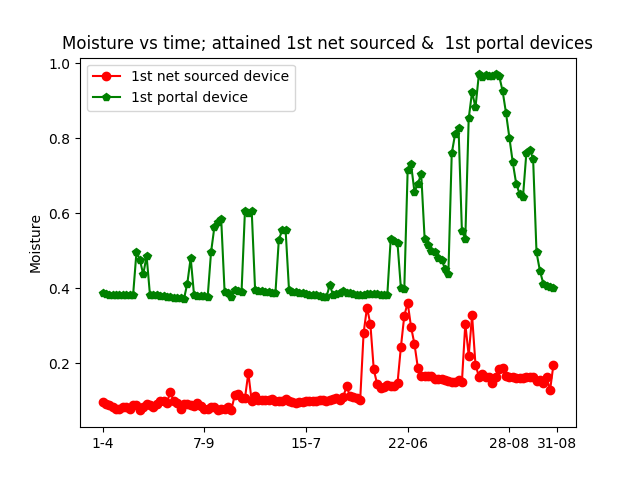 Moisture vs time; attained 1st net sourced &  1st portal devices
1st net sourced device
1st portal device
Moisture
1.0
0.8
0.6
0.4
0.2
1-4
7-9
15-7
22-06
28-08
31-08